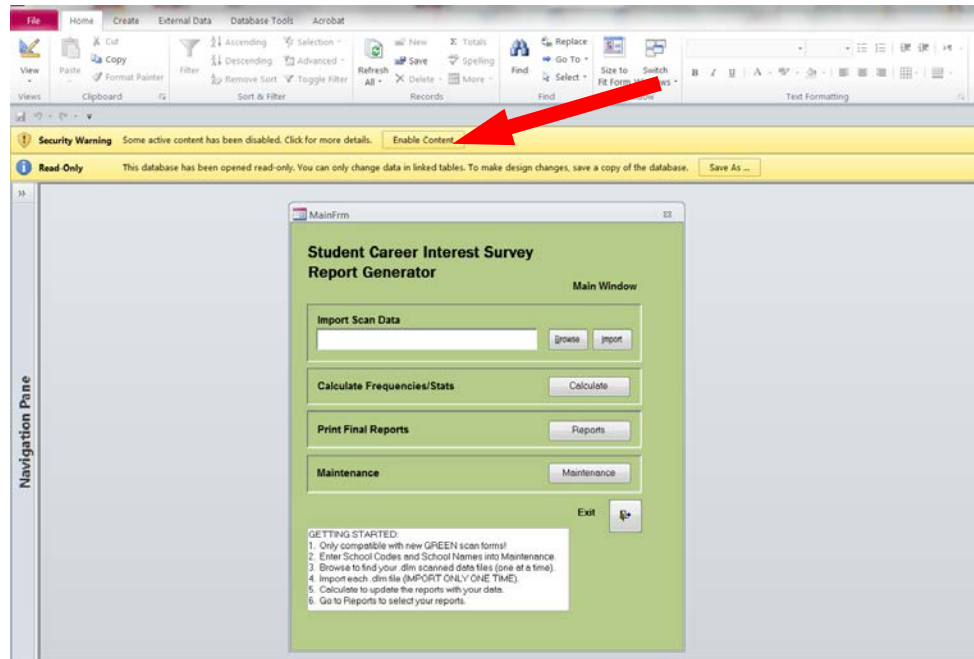 File Home Create External Data Database Tools Acrobat
View Paste Cut Copy Format Painter
Filter Ascending Descending Remove Sort Selection Advanced Toggle Filter
Refresh All New Save Delete Totals Spelling More
Find Replace Go To Select
Size to Fit Form Switch Windows
B I U A
Views Clipboard Sort & Filter Records Find Text Formatting
Security Warning Some active content has been disabled. Click for more details. Enable Content
Read-Only This database has been opened read-only. You can only change data in linked tables. To make design changes, save a copy of the database. Save As ...
Navigation Pane
MainFrm
Student Career Interest Survey
Report Generator
Main Window
Import Scan Data
Browse Import
Calculate Frequencies/Stats Calculate
Print Final Reports Reports
Maintenance Maintenance
Exit
GETTING STARTED:
1. Only compatible with new GREEN scan forms!
2. Enter School Codes and School Names into Maintenance.
3. Browse to find your .dlm scanned data files (one at a time).
4. Import each .dlm file (IMPORT ONLY ONE TIME).
5. Calculate to update the reports with your data.
6. Go to Reports to select your reports.